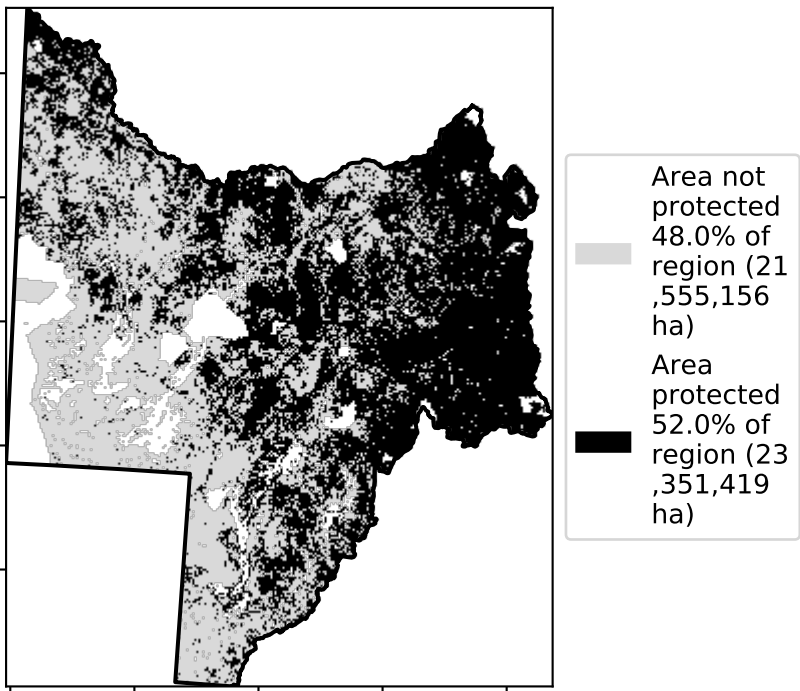 Area not
protected
48.0% of
region (21
,555,156
ha)
Area
protected
52.0% of
region (23
,351,419
ha)